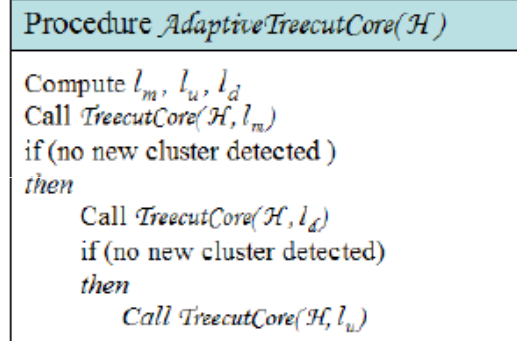 Procedure AdaptiveTreecutCore(H)
Compute l_m, l_u, l_d
Call TreecutCore(H, l_m)
if (no new cluster detected )
then
Call TreecutCore(H, l_d)
if (no new cluster detected)
then
Call TreecutCore(H, l_u)